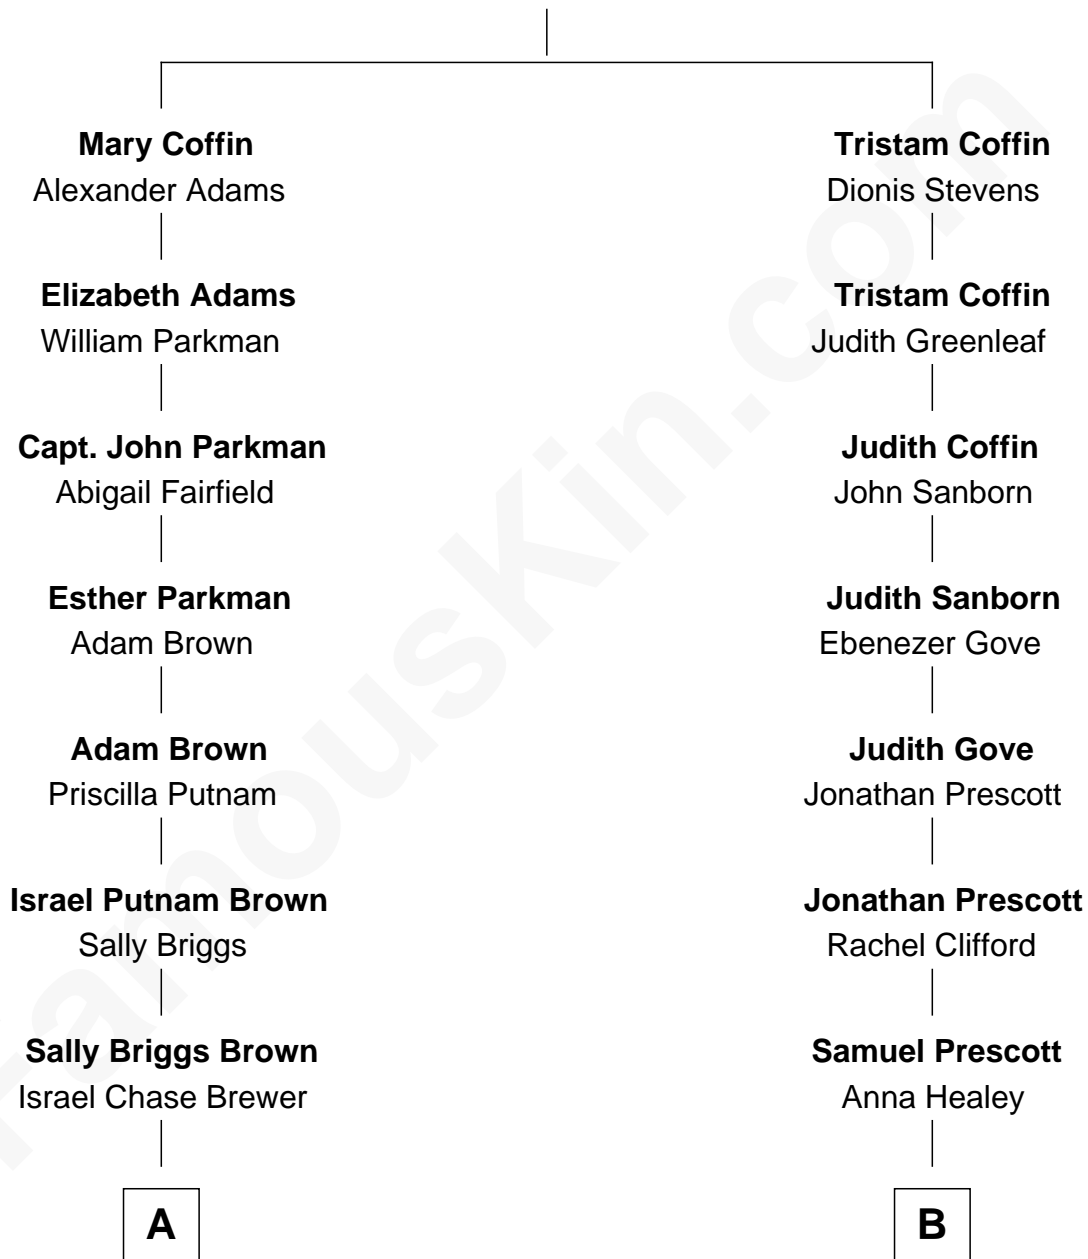 Mary Coffin
Alexander Adams
Elizabeth Adams
William Parkman
Capt. John Parkman
Abigail Fairfield
Esther Parkman
Adam Brown
Adam Brown
Priscilla Putnam
Israel Putnam Brown
Sally Briggs
Sally Briggs Brown
Israel Chase Brewer
A
Tristam Coffin
Dionis Stevens
Tristam Coffin
Judith Greenleaf
Judith Coffin
John Sanborn
Judith Sanborn
Ebenezer Gove
Judith Gove
Jonathan Prescott
Jonathan Prescott
Rachel Clifford
Samuel Prescott
Anna Healey
B
FamousKin.com